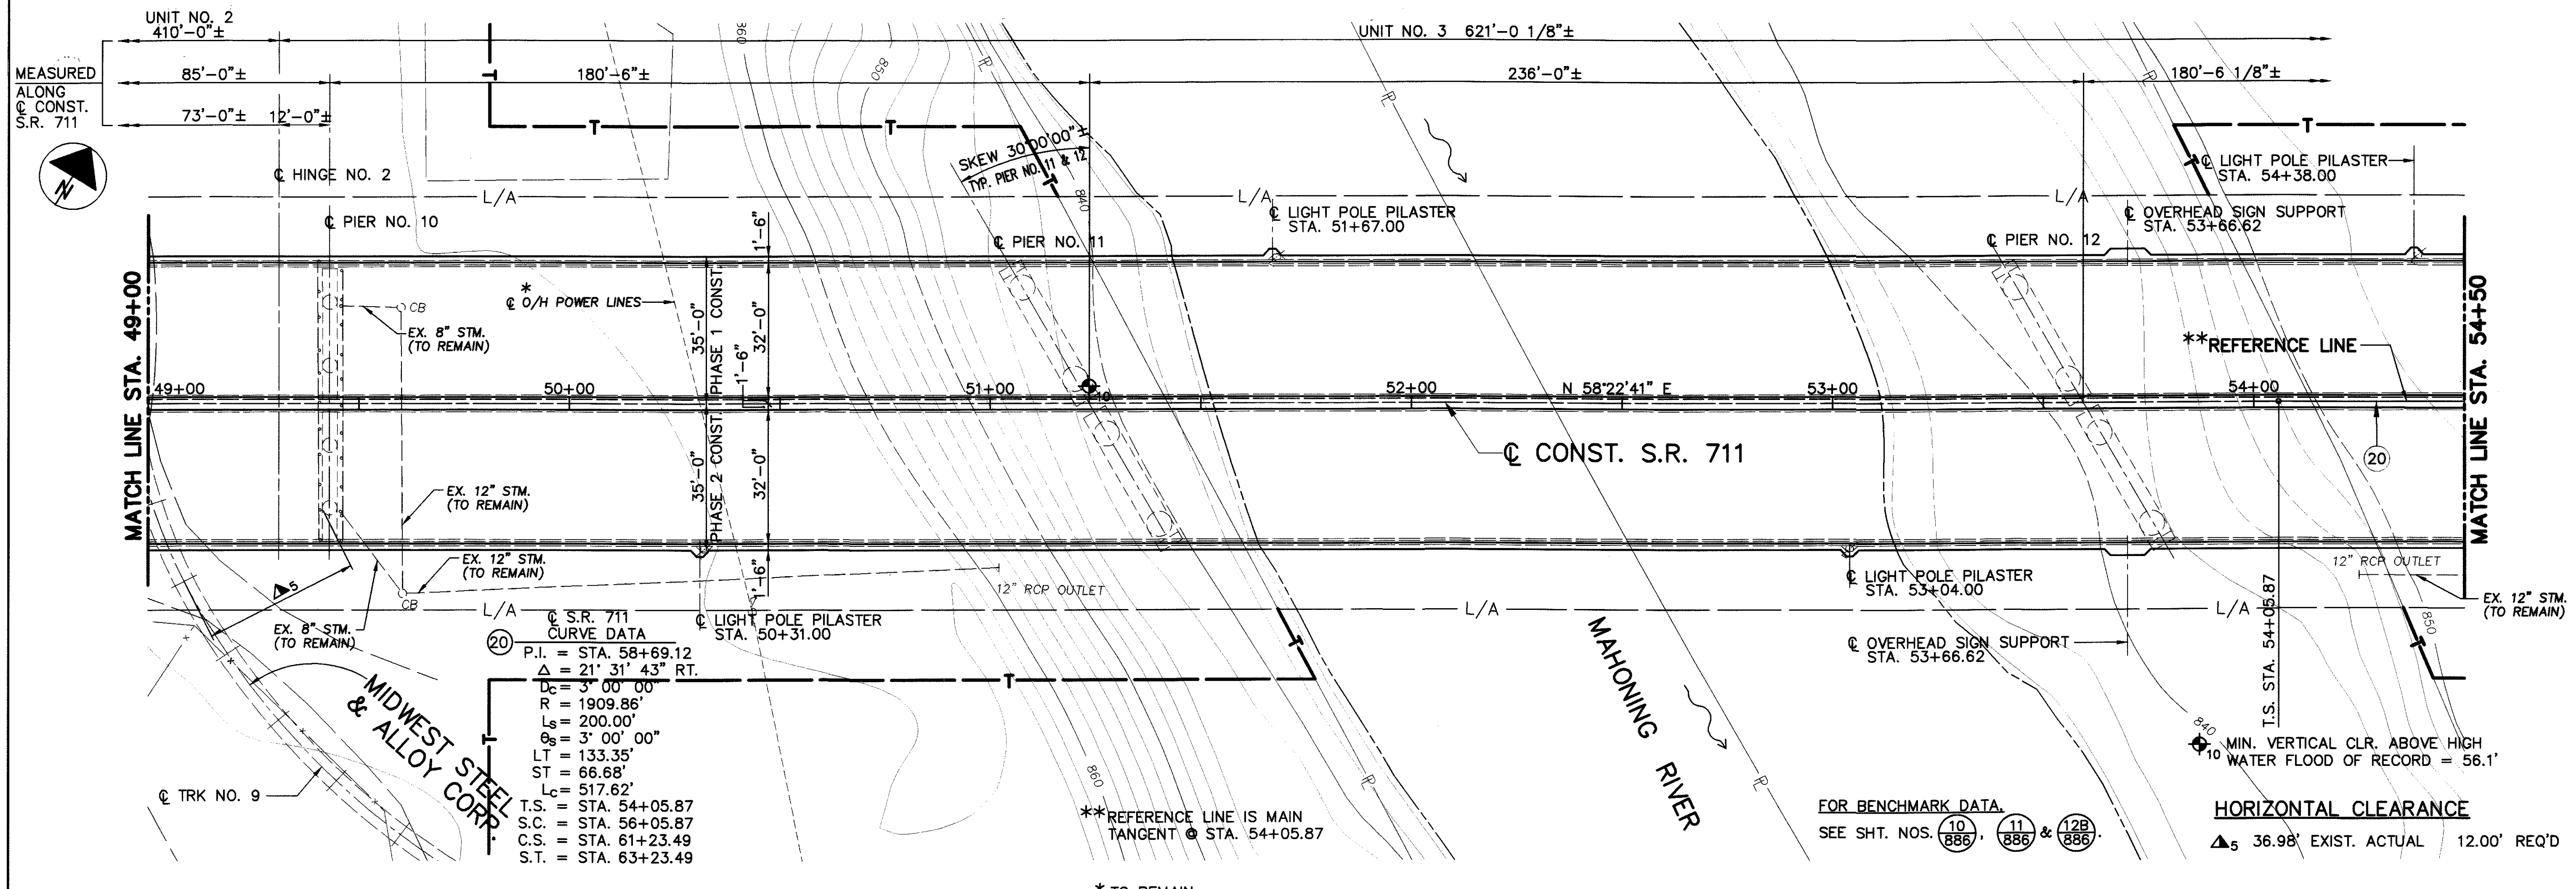 UNIT NO. 2
410'-0"±
UNIT NO. 3 621'-0 1/8"±
MEASURED
ALONG
℄ CONST.
S.R. 711
85'-0"±
180'-6"±
236'-0"±
180'-6 1/8"±
73'-0"±
12'-0"±
N
860
850
℄ HINGE NO. 2
℄ PIER NO. 10
L/A
SKEW 30°00'00"±
TYP. PIER NO. 11 & 12
840
℄ PIER NO. 11
L/A
℄ LIGHT POLE PILASTER
STA. 51+67.00
L/A
℄ LIGHT POLE PILASTER
STA. 54+38.00
℄ OVERHEAD SIGN SUPPORT
STA. 53+66.62
℄ PIER NO. 12
MATCH LINE STA. 49+00
*
℄ O/H POWER LINES
CB
EX. 8" STM.
(TO REMAIN)
1'-6"
35'-0"
PHASE 1 CONST.
32'-0"
1'-6"
**REFERENCE LINE
MATCH LINE STA. 54+50
49+00
50+00
51+00
10
52+00
N 58°22'41" E
53+00
54+00
℄ CONST. S.R. 711
20
35'-0"
PHASE 2 CONST.
32'-0"
1'-6"
EX. 12" STM.
(TO REMAIN)
EX. 12" STM.
(TO REMAIN)
5
CB
EX. 8" STM.
(TO REMAIN)
L/A
12" RCP OUTLET
℄ LIGHT POLE PILASTER
STA. 50+31.00
L/A
℄ LIGHT POLE PILASTER
STA. 53+04.00
L/A
12" RCP OUTLET
EX. 12" STM.
(TO REMAIN)
850
℄ OVERHEAD SIGN SUPPORT
STA. 53+66.62
T.S. STA. 54+05.87
℄ S.R. 711
20 CURVE DATA
P.I. = STA. 58+69.12
Δ = 21° 31' 43" RT.
Dc = 3° 00' 00"
R = 1909.86'
Ls = 200.00'
θs = 3° 00' 00"
LT = 133.35'
ST = 66.68'
Lc = 517.62'
T.S. = STA. 54+05.87
S.C. = STA. 56+05.87
C.S. = STA. 61+23.49
S.T. = STA. 63+23.49
MIDWEST STEEL
& ALLOY CORP.
℄ TRK NO. 9
860
MAHONING RIVER
840
10 MIN. VERTICAL CLR. ABOVE HIGH
WATER FLOOD OF RECORD = 56.1'
**REFERENCE LINE IS MAIN
TANGENT @ STA. 54+05.87
FOR BENCHMARK DATA,
SEE SHT. NOS. 10/886, 11/886 & 12B/886.
HORIZONTAL CLEARANCE
5 36.98' EXIST. ACTUAL 12.00' REQ'D
* TO REMAIN